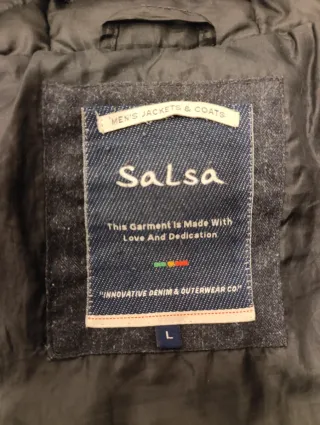 MEN'S JACKETS & COATS
Salsa
This Garment Is Made With
Love And Dedication
"INNOVATIVE DENIM & OUTERWEAR CO."
L